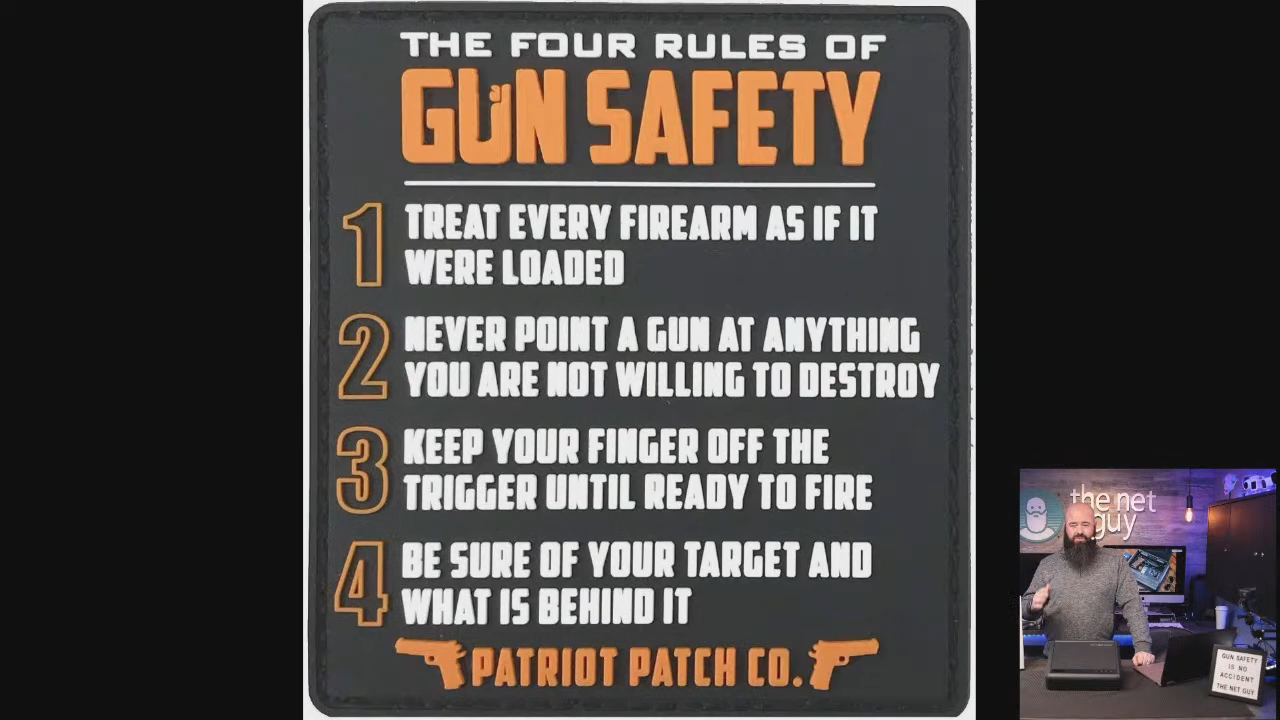 THE FOUR RULES OF
GUN SAFETY
1 TREAT EVERY FIREARM AS IF IT
WERE LOADED
2 NEVER POINT A GUN AT ANYTHING
YOU ARE NOT WILLING TO DESTROY
3 KEEP YOUR FINGER OFF THE
TRIGGER UNTIL READY TO FIRE
4 BE SURE OF YOUR TARGET AND
WHAT IS BEHIND IT
PATRIOT PATCH CO.
the net
guy
GUN SAFETY
IS NO
ACCIDENT
THE NET GUY